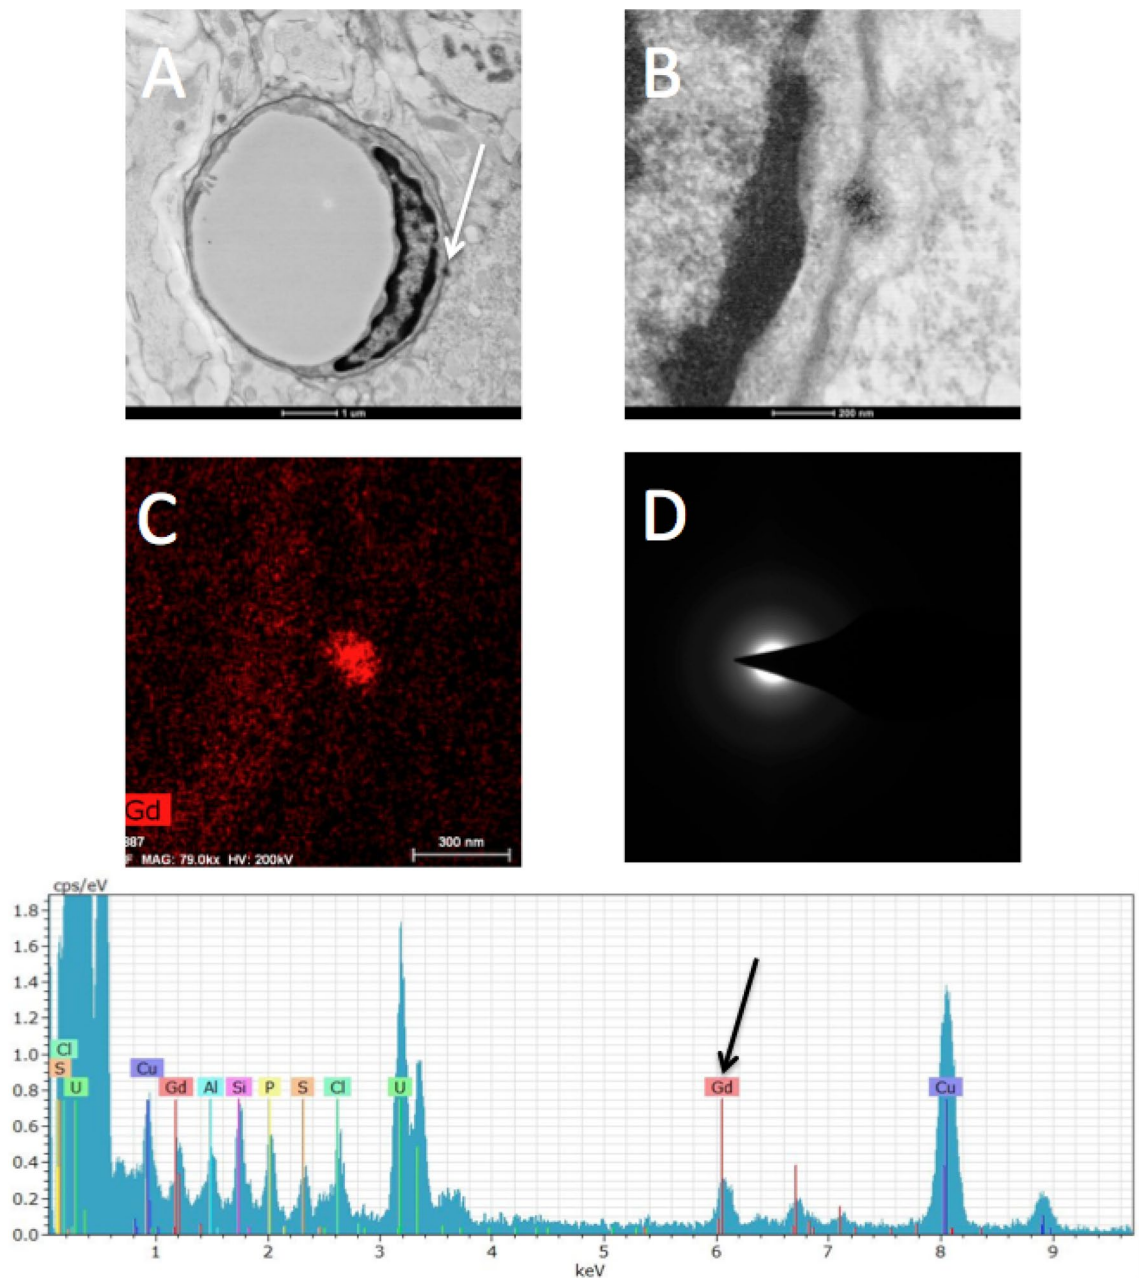 A
B
1 um
200 nm
C
D
Gd
387
300 nm
F MAG: 79.0kx HV: 200kV
cps/eV
1.8
1.6
1.4
1.2
1.0
0.8
0.6
0.4
0.2
0.0
Cl
S Cu
U Gd Al Si P S Cl U Gd Cu
1 2 3 4 5 6 7 8 9
keV